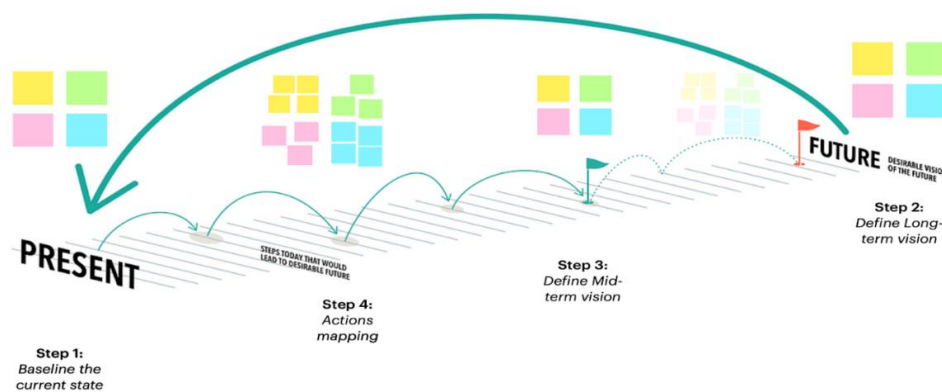 FUTURE
DESIRABLE VISION
OF THE FUTURE
Step 2:
Define Long-
term vision
PRESENT
STEPS TODAY THAT WOULD
LEAD TO DESIRABLE FUTURE
Step 3:
Define Mid-
term vision
Step 4:
Actions
mapping
Step 1:
Baseline the
current state